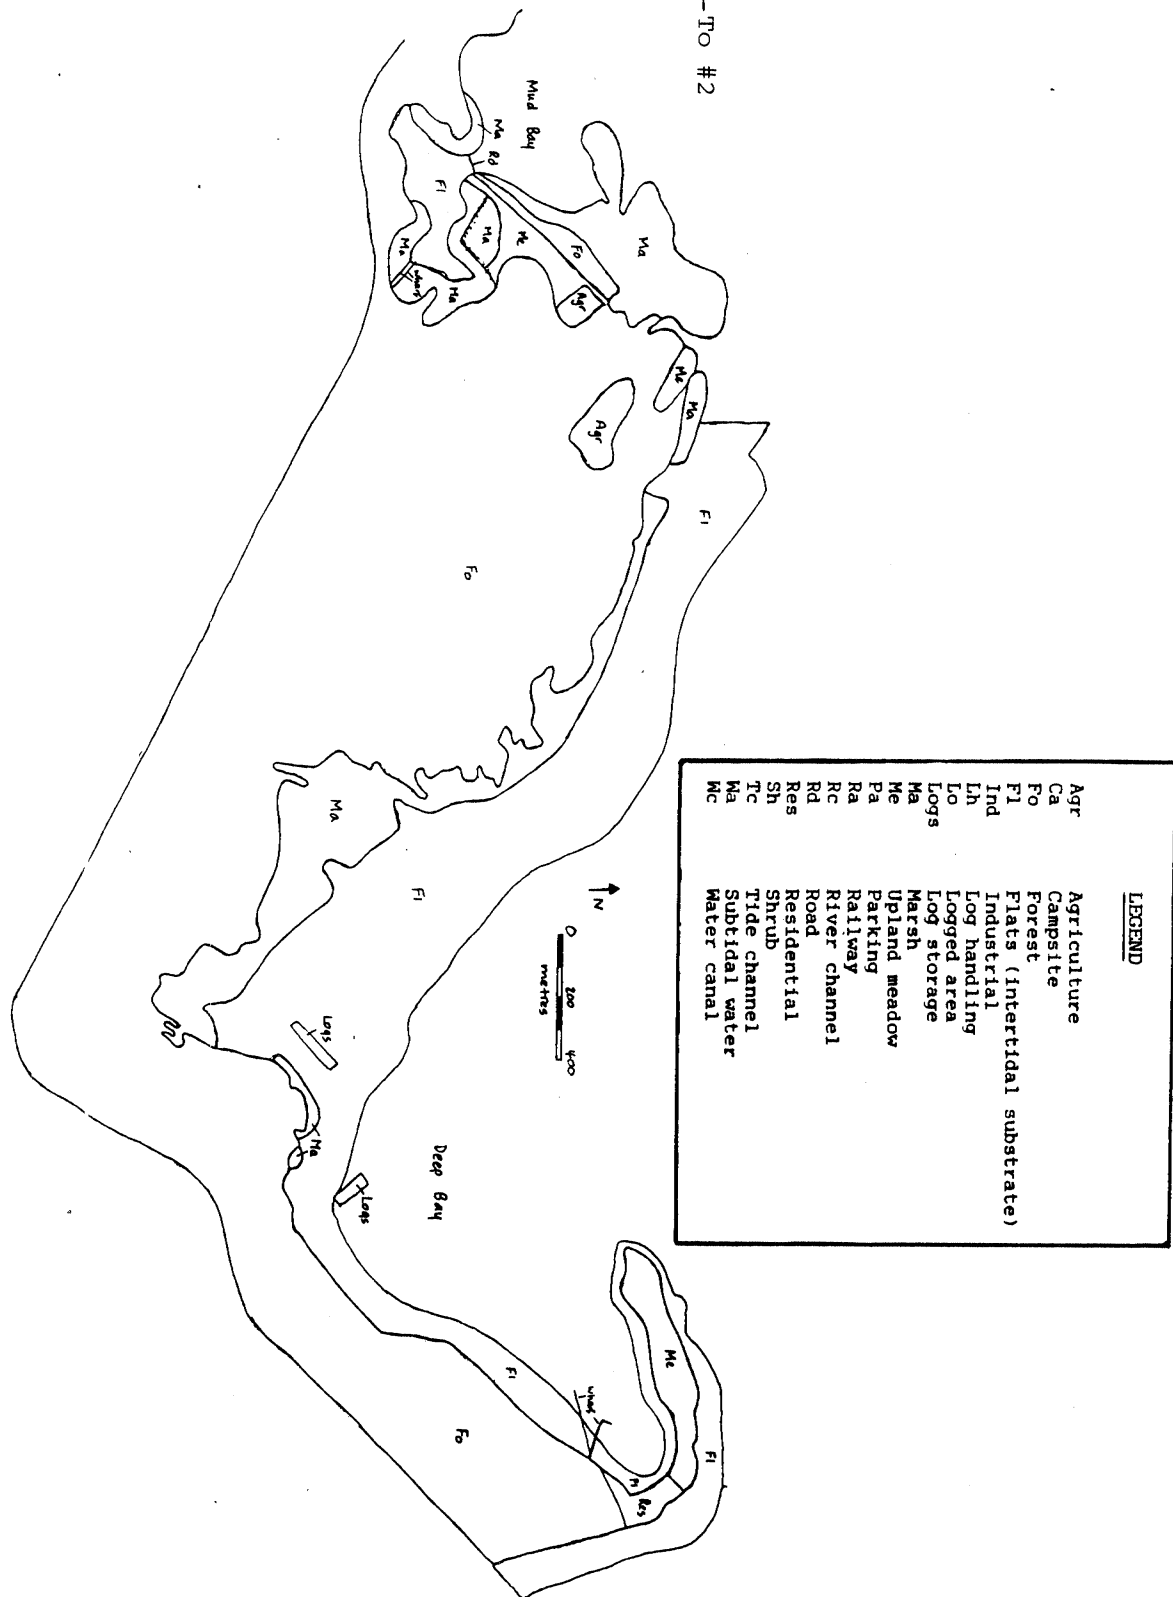 -To #2
LEGEND
Agr Agriculture
Ca Campsite
Fo Forest
Fl Flats (intertidal substrate)
Ind Industrial
Lh Log handling
Lo Logged area
Logs Log storage
Ma Marsh
Me Upland meadow
Pa Parking
Ra Railway
Rc River channel
Rd Road
Res Residential
Sh Shrub
Tc Tide channel
Wa Subtidal water
Wc Water canal
N
0 200 400
metres
Mud Bay
Ma
Rd
Fl
Ma
Me
Fo
Ma
Ma
wharf
Ma
Agr
Me
Ma
Agr
Fl
Fo
Ma
Fl
Logs
Ma
Logs
Deep Bay
Me
Fl
Fl
wharf
Res
Fo